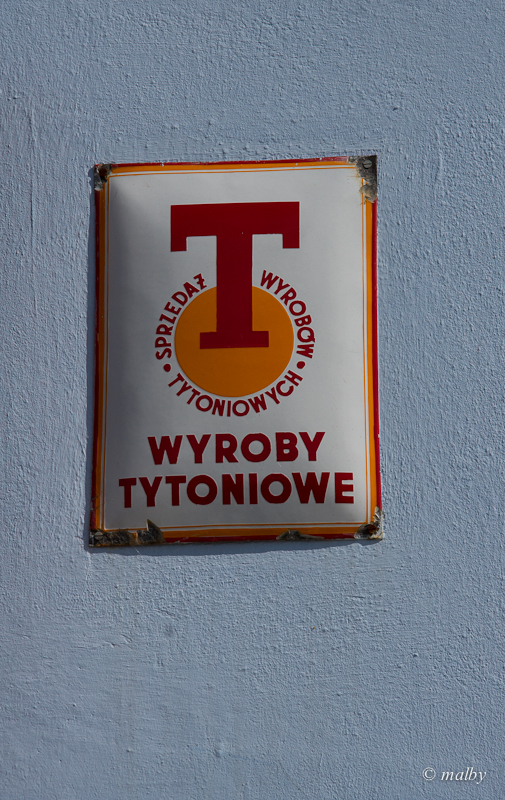 T
SPRZEDAŻ WYROBÓW
• TYTONIOWYCH •
WYROBY
TYTONIOWE
© malby